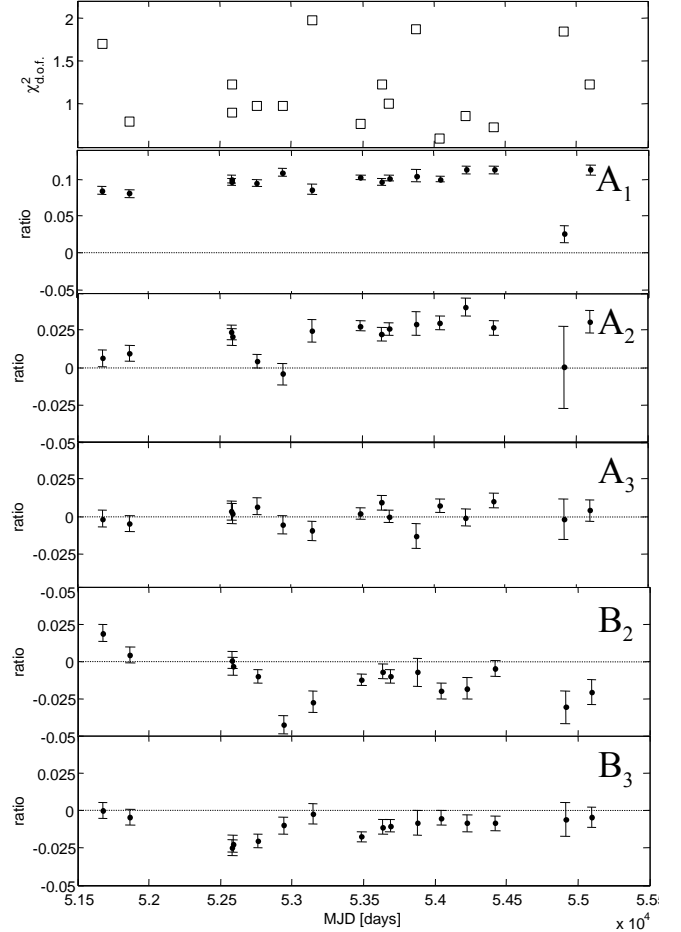 2
1.5
1
χ²d.o.f.
0.1
0.05
0
-0.05
ratio
A₁
0.025
0
-0.025
-0.05
ratio
A₂
0.025
0
-0.025
-0.05
ratio
A₃
0.025
0
-0.025
-0.05
ratio
B₂
0.025
0
-0.025
-0.05
ratio
B₃
5.15 5.2 5.25 5.3 5.35 5.4 5.45 5.5 5.55
MJD [days]
x 10⁴